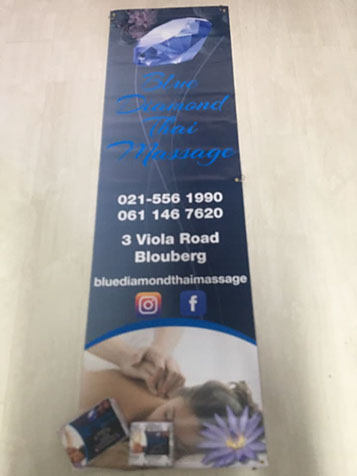 Blue
Diamond
Thai
Massage
021-556 1990
061 146 7620
3 Viola Road
Blouberg
bluediamondthaimassage